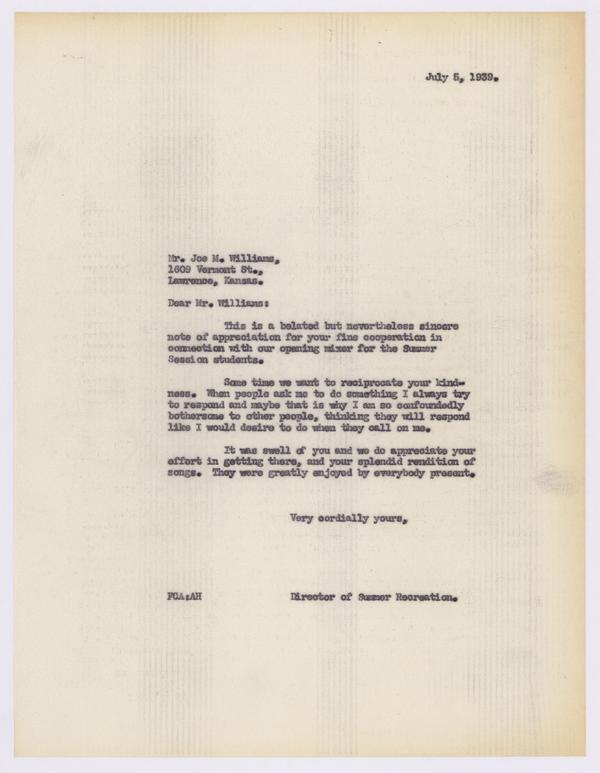 July 5, 1939.
Mr. Joe M. Williams,
1609 Vermont St.,
Lawrence, Kansas.
Dear Mr. Williams:
This is a belated but nevertheless sincere
note of appreciation for your fine cooperation in
connection with our opening mixer for the Summer
Session students.
Some time we want to reciprocate your kind-
ness. When people ask me to do something I always try
to respond and maybe that is why I am so confoundedly
bothersome to other people, thinking they will respond
like I would desire to do when they call on me.
It was swell of you and we do appreciate your
effort in getting there, and your splendid rendition of
songs. They were greatly enjoyed by everybody present.
Very cordially yours,
FCA:AH Director of Summer Recreation.